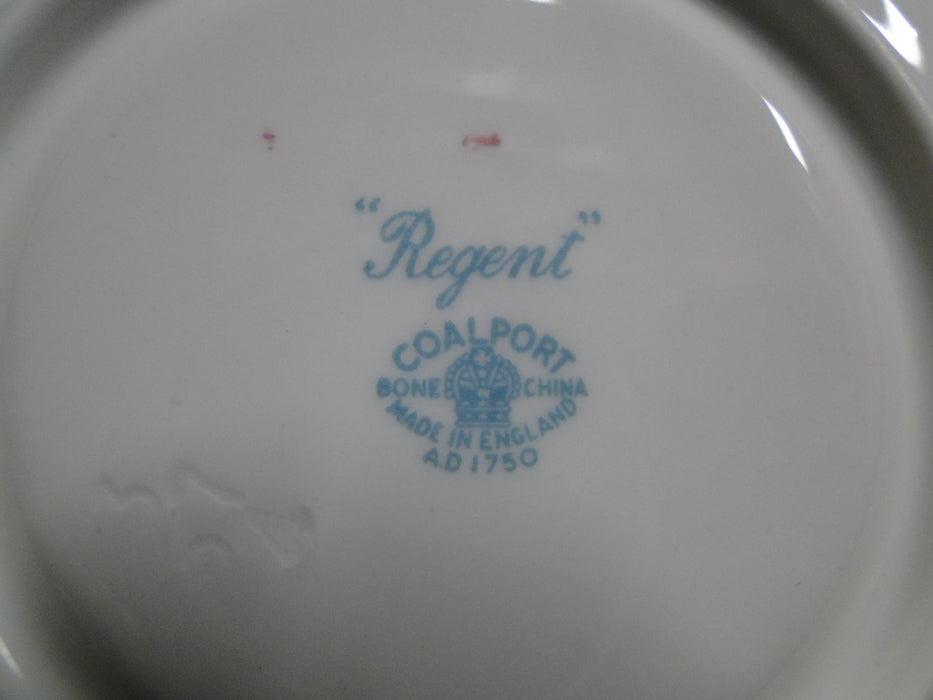 "Regent"
COALPORT
BONE CHINA
MADE IN ENGLAND
A.D 1750